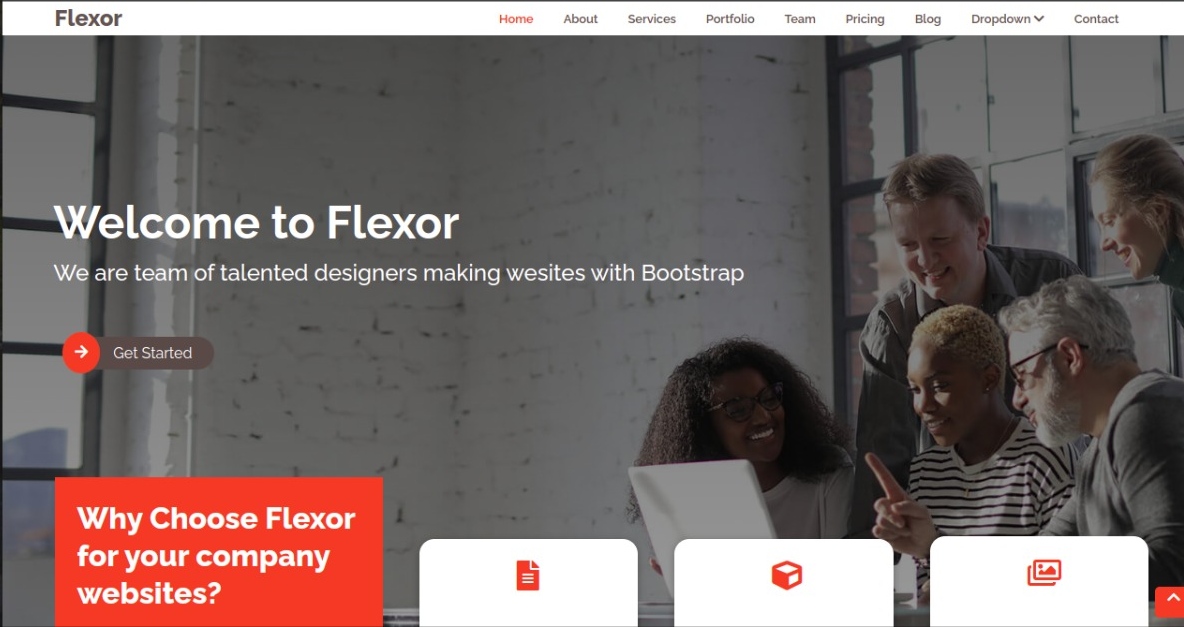 Flexor
Home About Services Portfolio Team Pricing Blog Dropdown Contact
Welcome to Flexor
We are team of talented designers making wesites with Bootstrap
Get Started
Why Choose Flexor
for your company
websites?